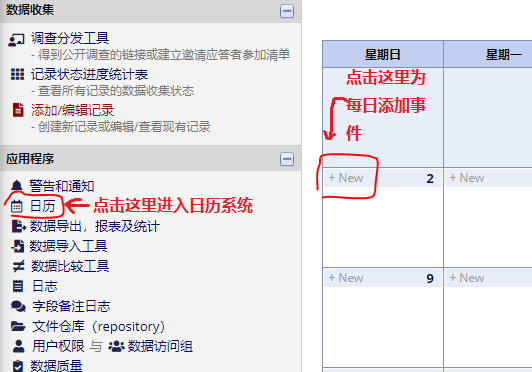 数据收集
调查分发工具
- 得到公开调查的链接或建立邀请应答者参加清单
记录状态进度统计表
- 查看所有记录的数据收集状态
添加/编辑记录
- 创建新记录或编辑/查看现有记录
应用程序
警告和通知
日历
点击这里进入日历系统
数据导出，报表及统计
数据导入工具
数据比较工具
日志
字段备注日志
文件仓库（repository）
用户权限 与 数据访问组
数据质量
星期日 星期一
点击这里为
每日添加事
件
+ New 2 + New
+ New 9 + New